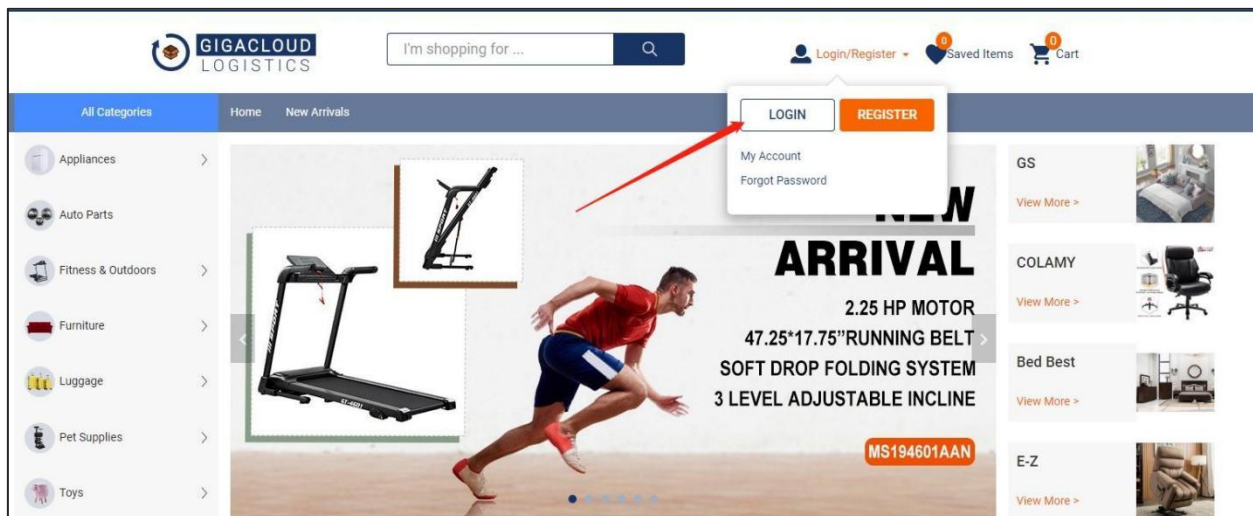 GIGACLOUD
LOGISTICS
I'm shopping for ...
Login/Register
0
Saved Items
0
Cart
All Categories
Home
New Arrivals
LOGIN
REGISTER
My Account
Forgot Password
Appliances
Auto Parts
Fitness & Outdoors
Furniture
Luggage
Pet Supplies
Toys
NEW
ARRIVAL
2.25 HP MOTOR
47.25*17.75”RUNNING BELT
SOFT DROP FOLDING SYSTEM
3 LEVEL ADJUSTABLE INCLINE
MS194601AAN
GS
View More >
COLAMY
View More >
Bed Best
View More >
E-Z
View More >